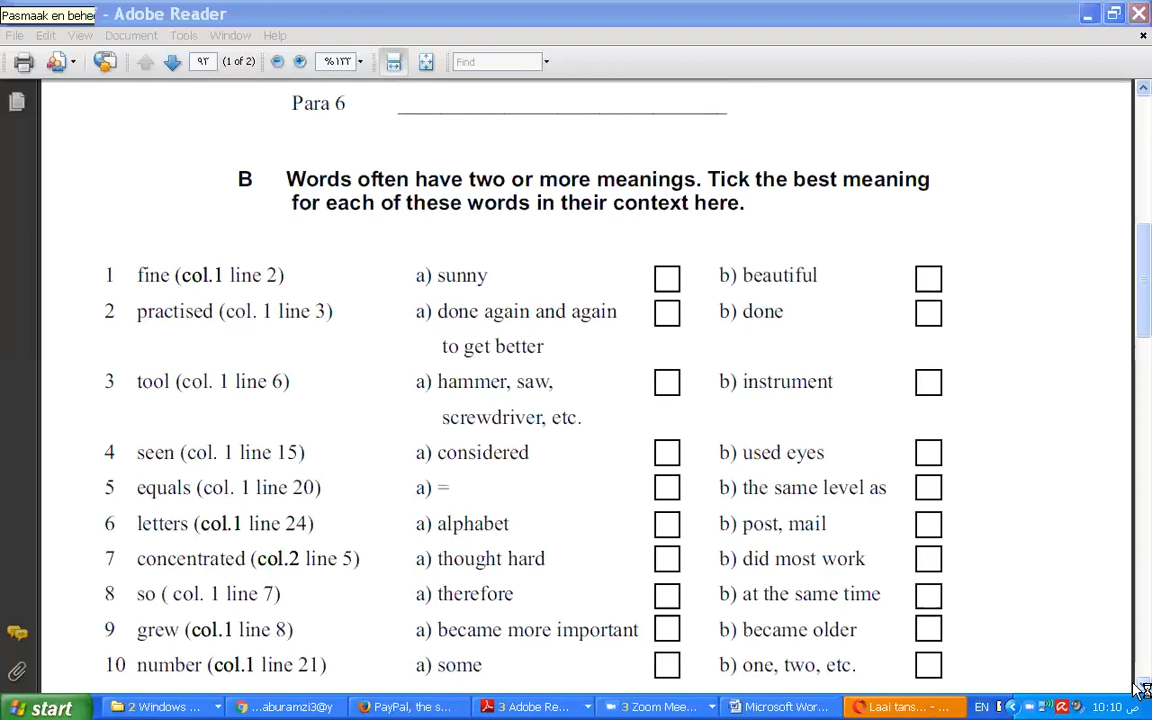 Pasmaak en behe - Adobe Reader
File Edit View Document Tools Window Help
٩٢ (1 of 2) %١٢٢ Find
Para 6
B Words often have two or more meanings. Tick the best meaning
for each of these words in their context here.
1 fine (col.1 line 2) a) sunny b) beautiful
2 practised (col. 1 line 3) a) done again and again b) done
to get better
3 tool (col. 1 line 6) a) hammer, saw, b) instrument
screwdriver, etc.
4 seen (col. 1 line 15) a) considered b) used eyes
5 equals (col. 1 line 20) a) = b) the same level as
6 letters (col.1 line 24) a) alphabet b) post, mail
7 concentrated (col.2 line 5) a) thought hard b) did most work
8 so ( col. 1 line 7) a) therefore b) at the same time
9 grew (col.1 line 8) a) became more important b) became older
10 number (col.1 line 21) a) some b) one, two, etc.
start 2 Windows ... ...aburamzi3@y PayPal, the s... 3 Adobe Re... 3 Zoom Mee... Microsoft Wor... Laai tans... - ... EN 10:10 ص